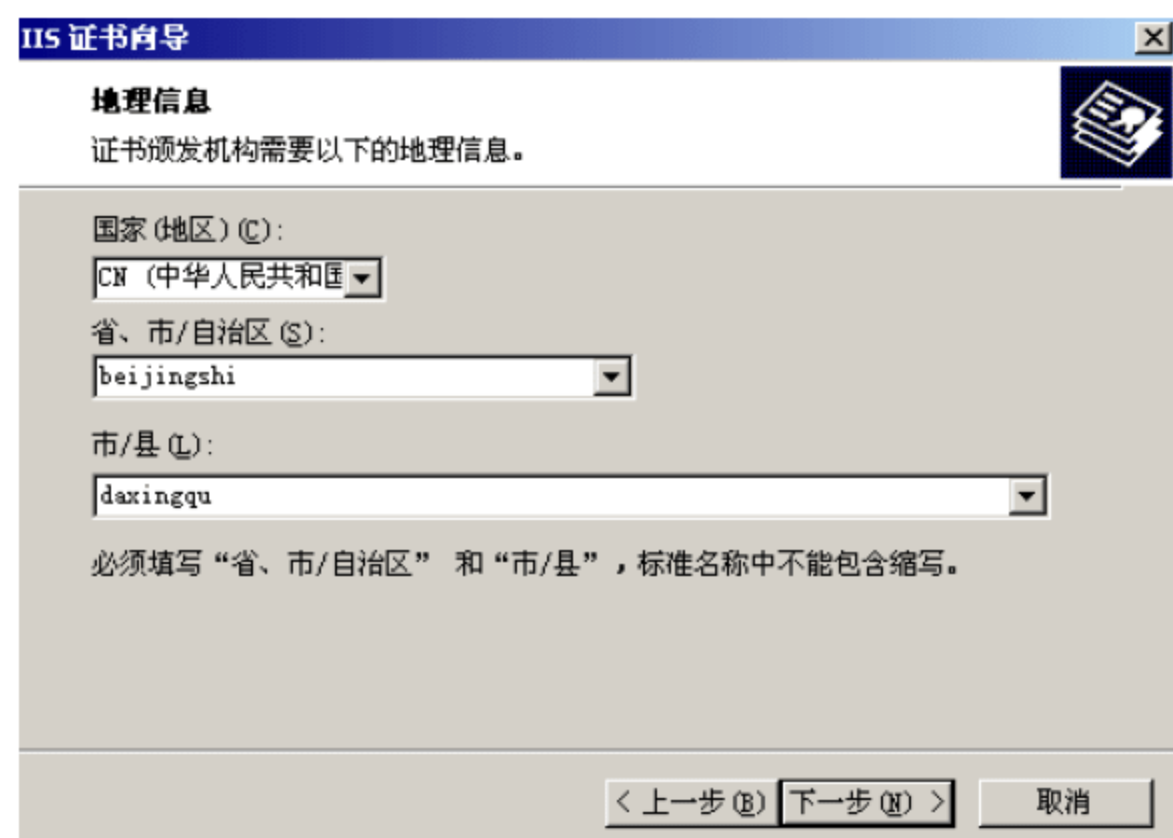 IIS 证书向导
地理信息
证书颁发机构需要以下的地理信息。
国家(地区)(C):
CN (中华人民共和国
省、市/自治区(S):
beijingshi
市/县(L):
daxingqu
必须填写“省、市/自治区” 和“市/县”，标准名称中不能包含缩写。
< 上一步(B) 下一步(N) > 取消